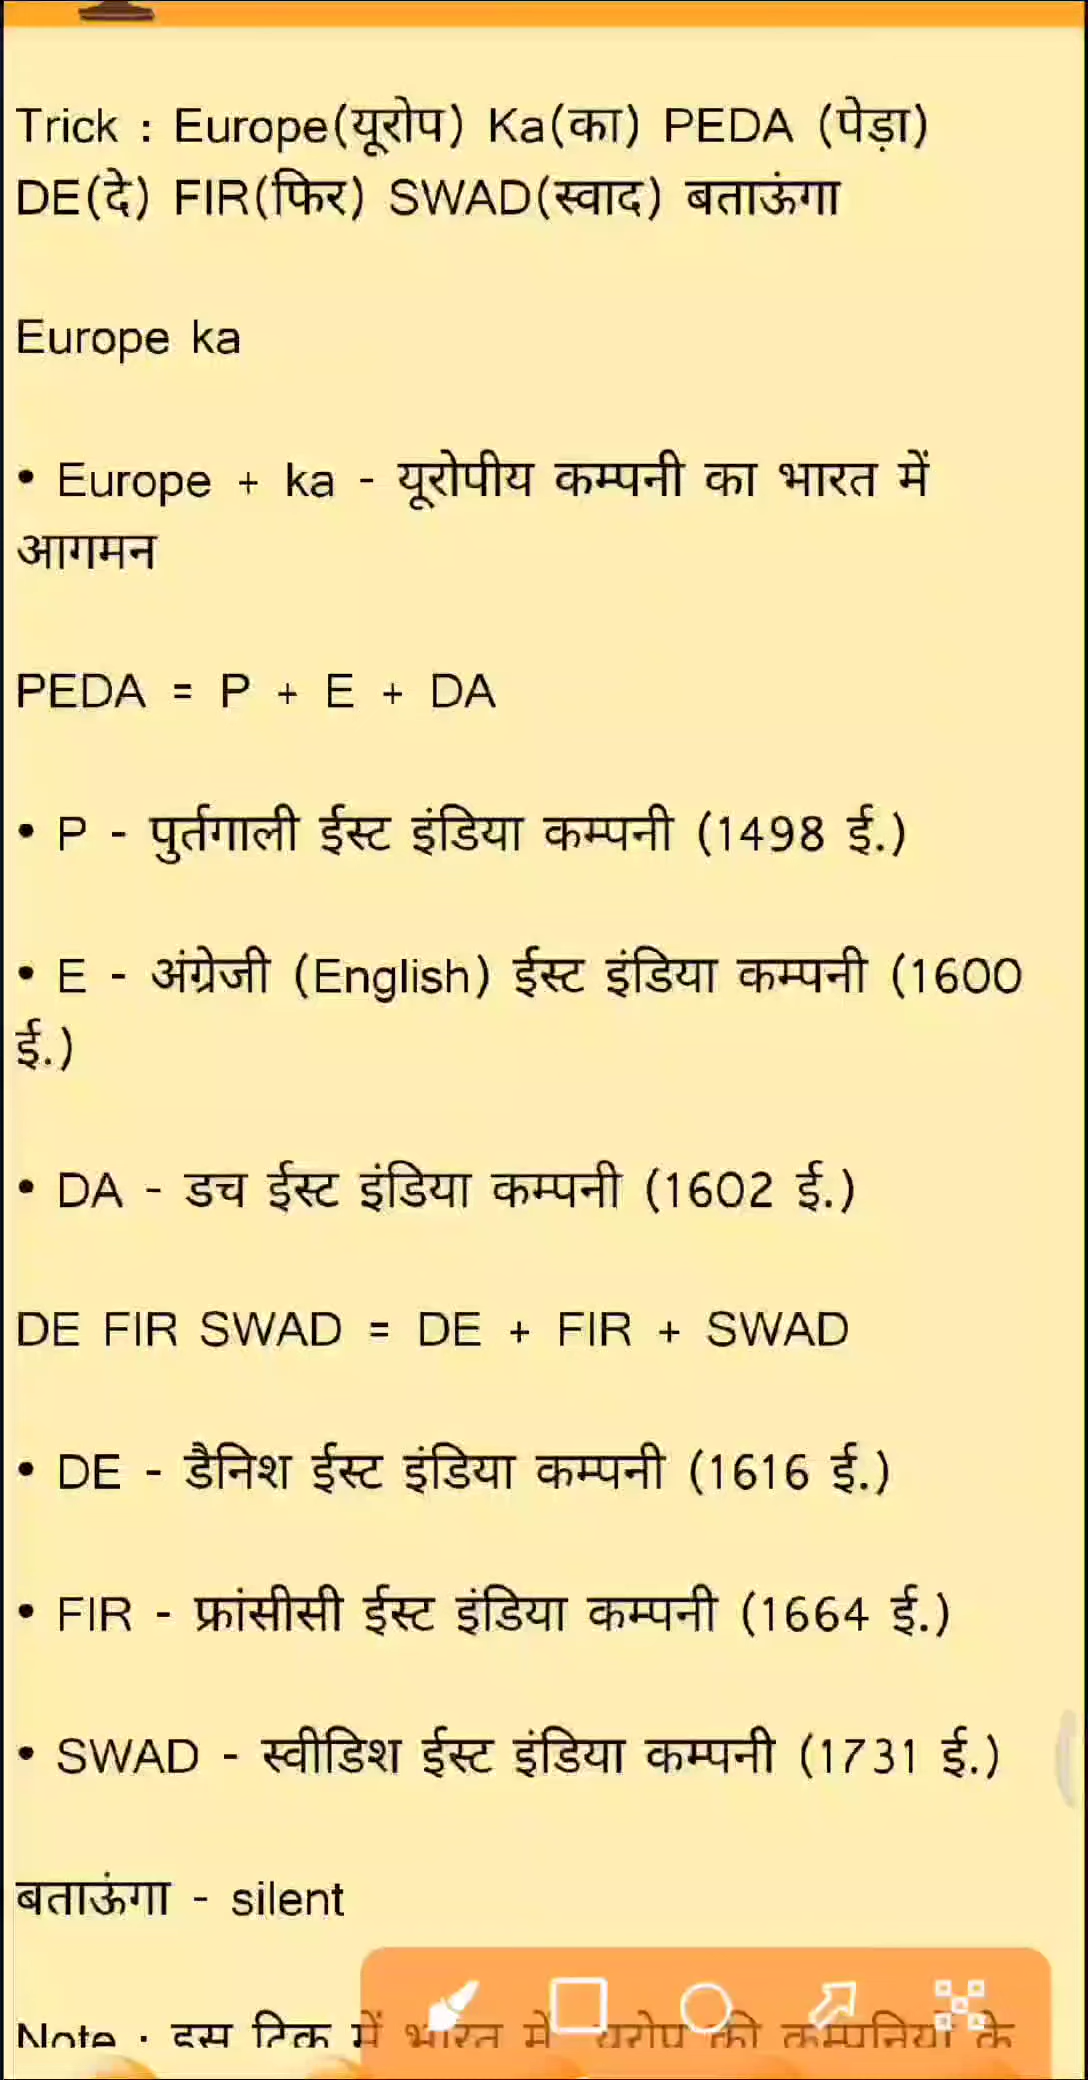 Trick : Europe(यूरोप) Ka(का) PEDA (पेड़ा)
DE(दे) FIR(फिर) SWAD(स्वाद) बताऊंगा
Europe ka
• Europe + ka - यूरोपीय कम्पनी का भारत में
आगमन
PEDA = P + E + DA
• P - पुर्तगाली ईस्ट इंडिया कम्पनी (1498 ई.)
• E - अंग्रेजी (English) ईस्ट इंडिया कम्पनी (1600
ई.)
• DA - डच ईस्ट इंडिया कम्पनी (1602 ई.)
DE FIR SWAD = DE + FIR + SWAD
• DE - डैनिश ईस्ट इंडिया कम्पनी (1616 ई.)
• FIR - फ्रांसीसी ईस्ट इंडिया कम्पनी (1664 ई.)
• SWAD - स्वीडिश ईस्ट इंडिया कम्पनी (1731 ई.)
बताऊंगा - silent
Note : इस ट्रिक में भारत में यूरोप की कम्पनियों के